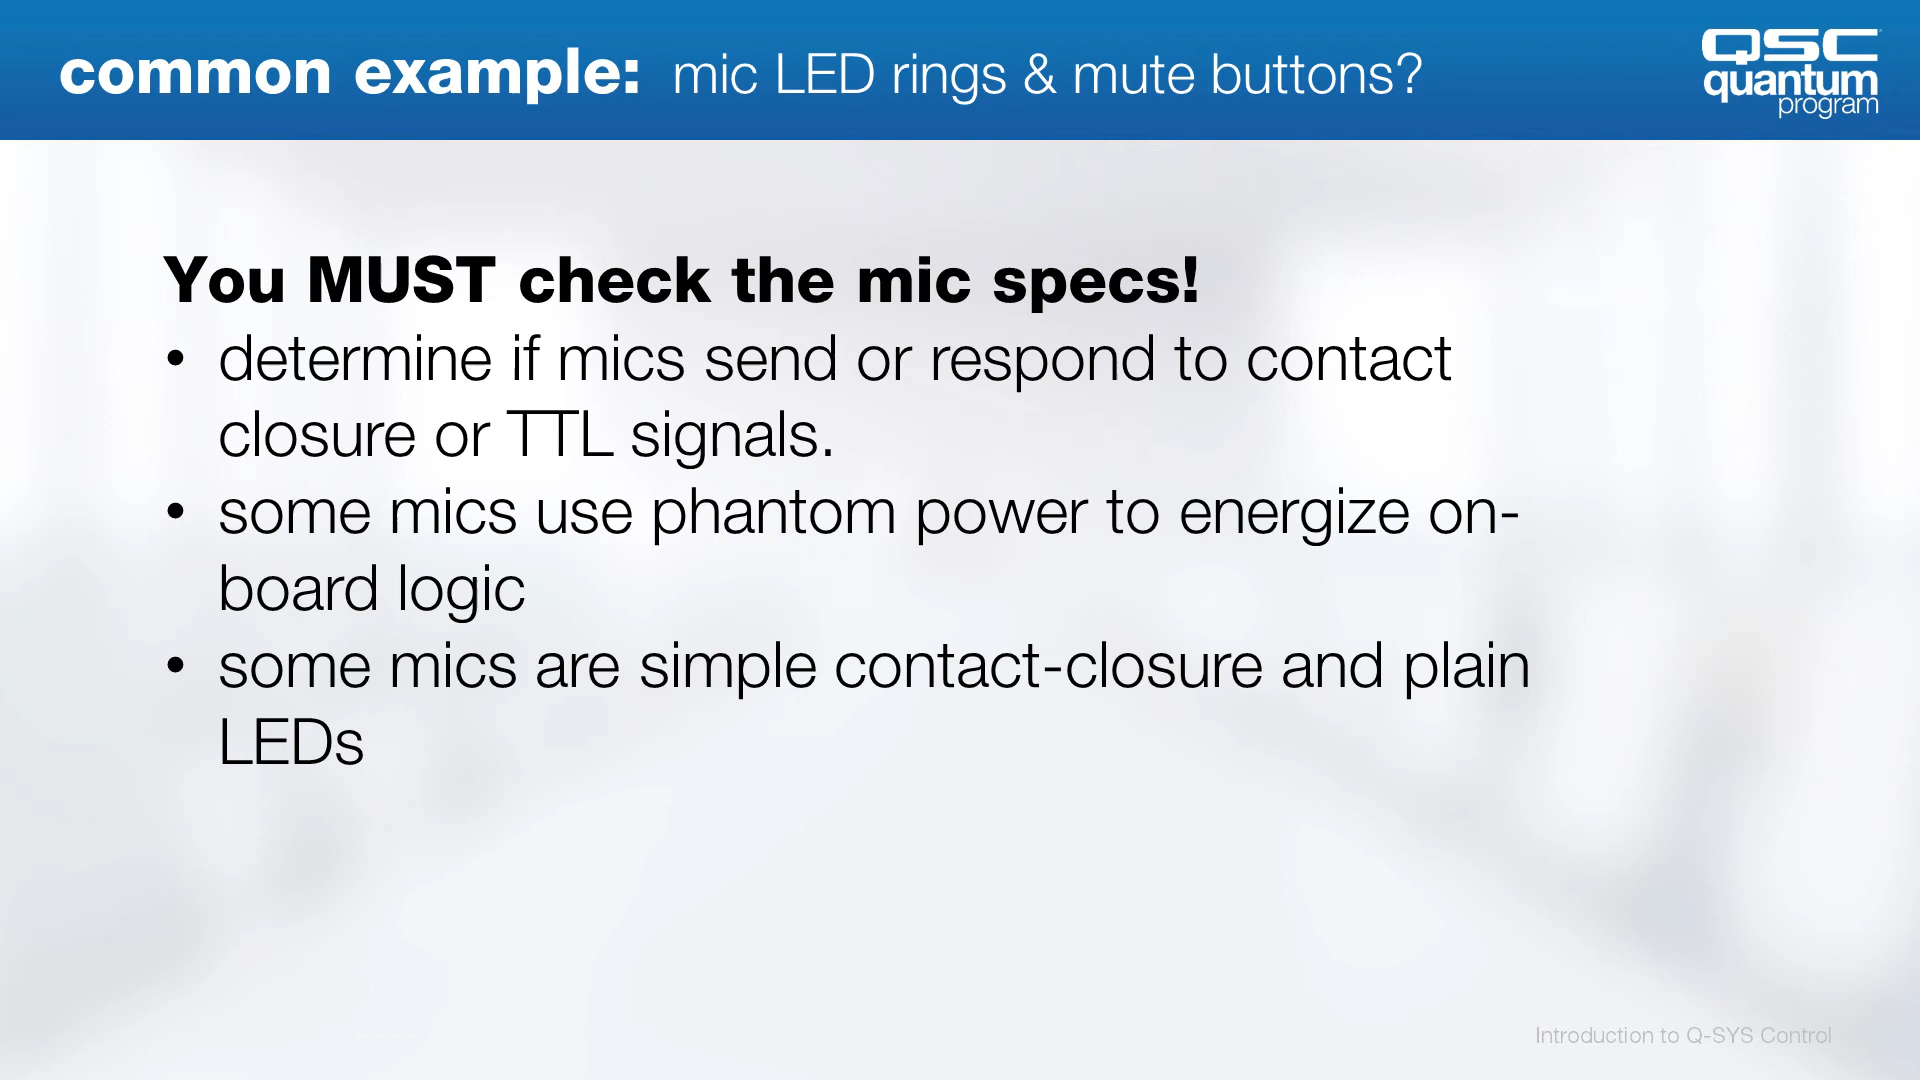 common example: mic LED rings & mute buttons?
QSC
quantum
program
You MUST check the mic specs!
• determine if mics send or respond to contact
closure or TTL signals.
• some mics use phantom power to energize on-
board logic
• some mics are simple contact-closure and plain
LEDs
Introduction to Q-SYS Control